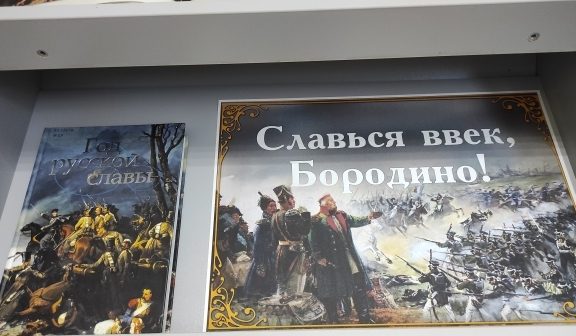 Год
русской
славы
Славься ввек,
Бородино!